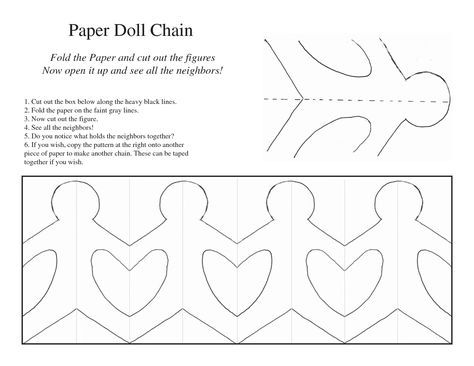 Paper Doll Chain
Fold the Paper and cut out the figures
Now open it up and see all the neighbors!
1. Cut out the box below along the heavy black lines.
2. Fold the paper on the faint gray lines.
3. Now cut out the figure.
4. See all the neighbors!
5. Do you notice what holds the neighbors together?
6. If you wish, copy the pattern at the right onto another
piece of paper to make another chain. These can be taped
together if you wish.